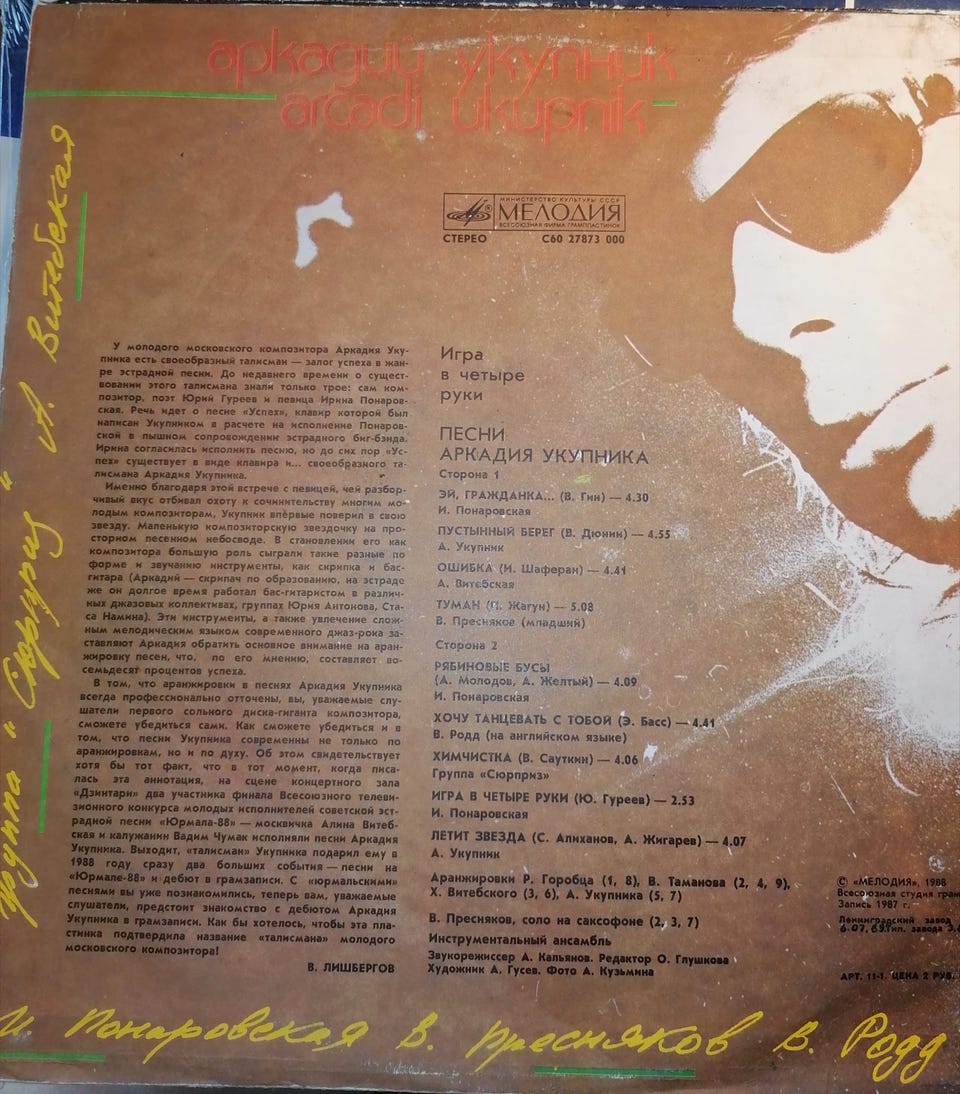 аркадий укупник
arcadi ukupnik
МИНИСТЕРСТВО КУЛЬТУРЫ СССР
МЕЛОДИЯ
ВСЕСОЮЗНАЯ ФИРМА ГРАМПЛАСТИНОК
СТЕРЕО С60 27873 000
У молодого московского композитора Аркадия Уку-
пника есть своеобразный талисман — залог успеха в жан-
ре эстрадной песни. До недавнего времени о сущест-
вовании этого талисмана знали только трое: сам ком-
позитор, поэт Юрий Гуреев и певица Ирина Понаров-
ская. Речь идет о песне «Успех», клавир которой был
написан Укупником в расчете на исполнение Понаров-
ской в пышном сопровождении эстрадного биг-бэнда.
Ирина согласилась исполнить песню, но до сих пор «Ус-
пех» существует в виде клавира и... своеобразного та-
лисмана Аркадия Укупника.
Именно благодаря этой встрече с певицей, чей разбор-
чивый вкус отбивал охоту к сочинительству многим мо-
лодым композиторам, Укупник впервые поверил в свою
звезду. Маленькую композиторскую звездочку на про-
сторном песенном небосводе. В становлении его как
композитора большую роль сыграли такие разные по
форме и звучанию инструменты, как скрипка и бас-
гитара (Аркадий — скрипач по образованию, на эстраде
же он долгое время работал бас-гитаристом в различ-
ных джазовых коллективах, группах Юрия Антонова, Ста-
са Намина). Эти инструменты, а также увлечение слож-
ным мелодическим языком современного джаз-рока за-
ставляют Аркадия обратить основное внимание на аран-
жировку песен, что, по его мнению, составляет во-
семьдесят процентов успеха.
В том, что аранжировки в песнях Аркадия Укупника
всегда профессионально отточены, вы, уважаемые слу-
шатели первого сольного диска-гиганта композитора,
сможете убедиться сами. Как сможете убедиться и в
том, что песни Укупника современны не только по
аранжировкам, но и по духу. Об этом свидетельствует
хотя бы тот факт, что в тот момент, когда писа-
лась эта аннотация, на сцене концертного зала
«Дзинтари» два участника финала Всесоюзного телеви-
зионного конкурса молодых исполнителей советской эст-
радной песни «Юрмала-88» — москвичка Алина Витеб-
ская и калужанин Вадим Чумак исполняли песни Аркадия
Укупника. Выходит, «талисман» Укупника подарил ему в
1988 году сразу два больших события — песни на
«Юрмале-88» и дебют в грамзаписи. С «юрмальскими»
песнями вы уже познакомились, теперь вам, уважаемые
слушатели, предстоит знакомство с дебютом Аркадия
Укупника в грамзаписи. Как бы хотелось, чтобы эта пла-
стинка подтвердила название «талисмана» молодого
московского композитора!
В. ЛИШБЕРГОВ
Игра
в четыре
руки
ПЕСНИ
АРКАДИЯ УКУПНИКА
Сторона 1
ЭЙ, ГРАЖДАНКА... (В. Гин) — 4.30
И. Понаровская
ПУСТЫННЫЙ БЕРЕГ (В. Дюнин) — 4.55
А. Укупник
ОШИБКА (И. Шаферан) — 4.41
А. Витебская
ТУМАН (П. Жагун) — 5.08
В. Пресняков (младший)
Сторона 2
РЯБИНОВЫЕ БУСЫ
(А. Молодов, А. Желтый) — 4.09
И. Понаровская
ХОЧУ ТАНЦЕВАТЬ С ТОБОЙ (Э. Басс) — 4.41
В. Родд (на английском языке)
ХИМЧИСТКА (В. Сауткин) — 4.06
Группа «Сюрприз»
ИГРА В ЧЕТЫРЕ РУКИ (Ю. Гуреев) — 2.53
И. Понаровская
ЛЕТИТ ЗВЕЗДА (С. Алиханов, А. Жигарев) — 4.07
А. Укупник
Аранжировки Р. Горобца (1, 8), В. Таманова (2, 4, 9),
Х. Витебского (3, 6), А. Укупника (5, 7)
В. Пресняков, соло на саксофоне (2, 3, 7)
Инструментальный ансамбль
Звукорежиссер А. Кальянов. Редактор О. Глушкова
Художник А. Гусев. Фото А. Кузьмина
© «МЕЛОДИЯ», 1988
Всесоюзная студия грам
Запись 1987 г.
Ленинградский завод
АРТ. 11-1. ЦЕНА 2 РУБ.
группа "Сюрприз" А. Витебская
И. Понаровская В. Пресняков В. Родд